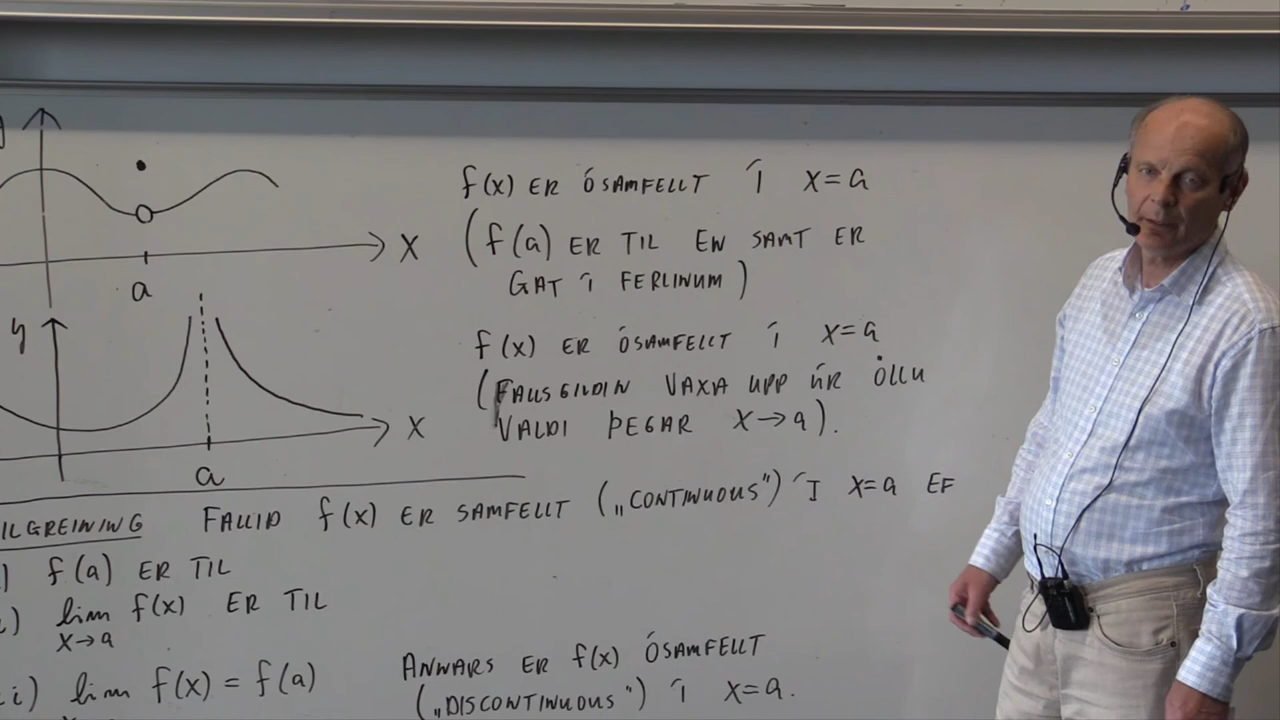 f(x) ER ÓSAMFELLT Í X=a
(f(a) ER TIL EN SAMT ER
GAT Í FERLINUM)
X
a
y
f(x) ER ÓSAMFELLT Í X=a
(FALLSGILDIN VAXA UPP ÚR ÖLLU
VALDI ÞEGAR X→a).
X
a
ILGREINING FALLIÐ f(x) ER SAMFELLT („CONTINUOUS") Í X=a EF
) f(a) ER TIL
i) lim f(x) ER TIL
X→a
i) lim f(x) = f(a)
ANNARS ER f(x) ÓSAMFELLT
(„DISCONTINUOUS") Í X=a.